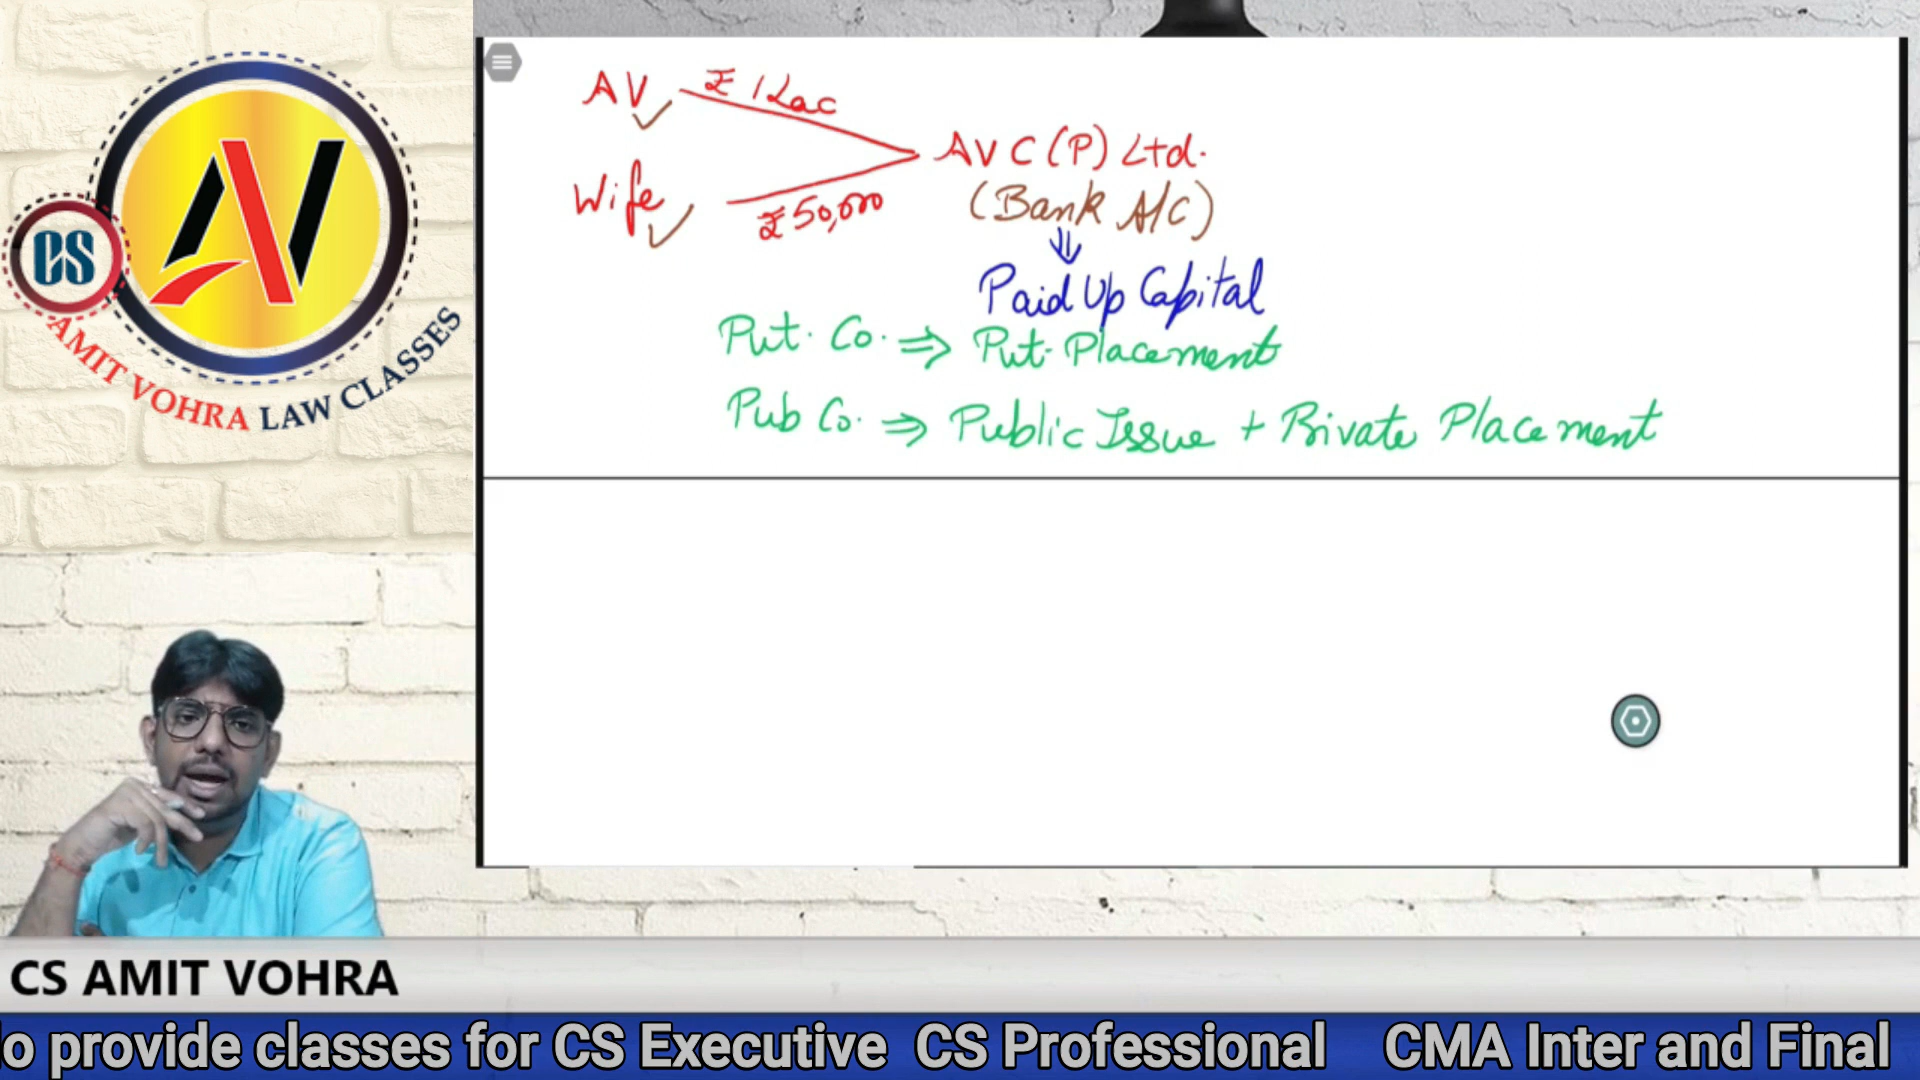 AV ₹ 1 Lac
AVC (P) Ltd.
Wife ₹ 50,000
(Bank A/C)
⇓
Paid Up Capital
Pvt. Co. ⇒ Pvt. Placement
Pub Co. ⇒ Public Issue + Private Placement
CS
AV
AMIT VOHRA LAW CLASSES
CS AMIT VOHRA
o provide classes for CS Executive CS Professional CMA Inter and Final